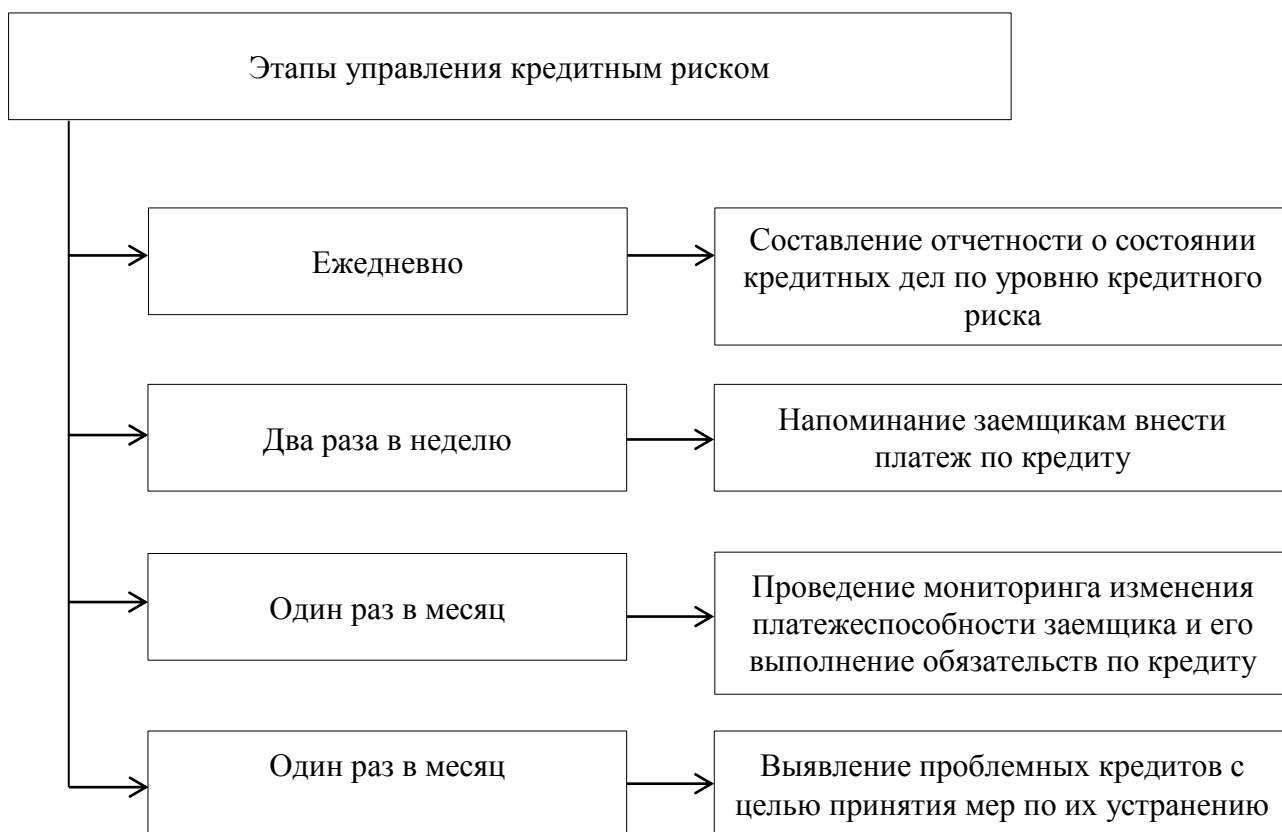 Этапы управления кредитным риском
Ежедневно
Составление отчетности о состоянии
кредитных дел по уровню кредитного
риска
Два раза в неделю
Напоминание заемщикам внести
платеж по кредиту
Один раз в месяц
Проведение мониторинга изменения
платежеспособности заемщика и его
выполнение обязательств по кредиту
Один раз в месяц
Выявление проблемных кредитов с
целью принятия мер по их устранению